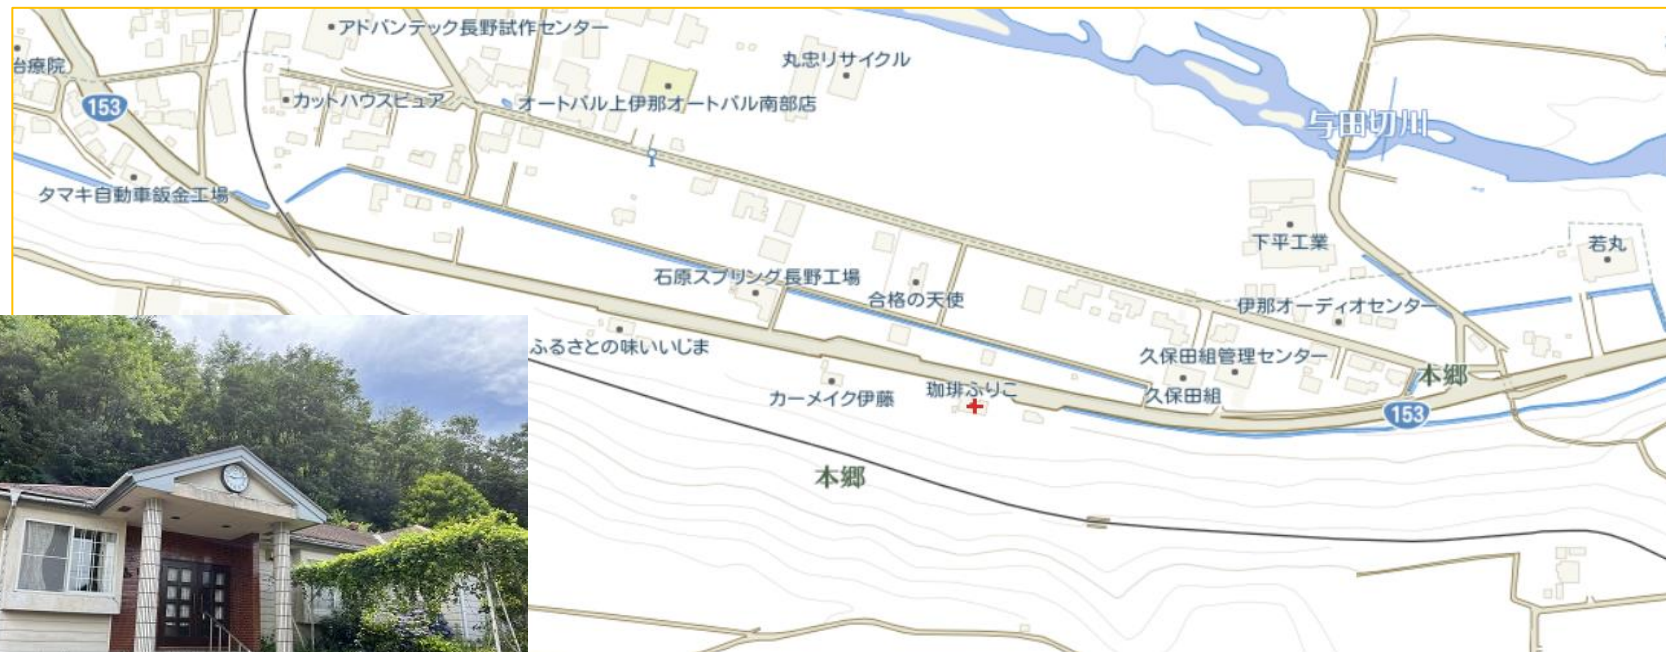 アドバンテック長野試作センター
治療院
丸忠リサイクル
153
カットハウスピュア
オートパル上伊那オートパル南部店
与田切川
タマキ自動車鈑金工場
下平工業
若丸
石原スプリング長野工場
合格の天使
伊那オーディオセンター
ふるさとの味いいじま
久保田組管理センター
本郷
カーメイク伊藤
珈琲ふりこ
久保田組
153
本郷